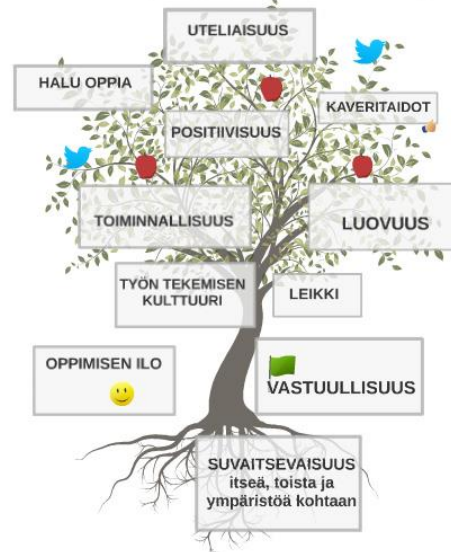 UTELIAISUUS
HALU OPPIA
KAVERITAIDOT
POSITIIVISUUS
TOIMINNALLISUUS
LUOVUUS
TYÖN TEKEMISEN
KULTTUURI
LEIKKI
OPPIMISEN ILO
VASTUULLISUUS
SUVAITSEVAISUUS
itseä, toista ja
ympäristöä kohtaan